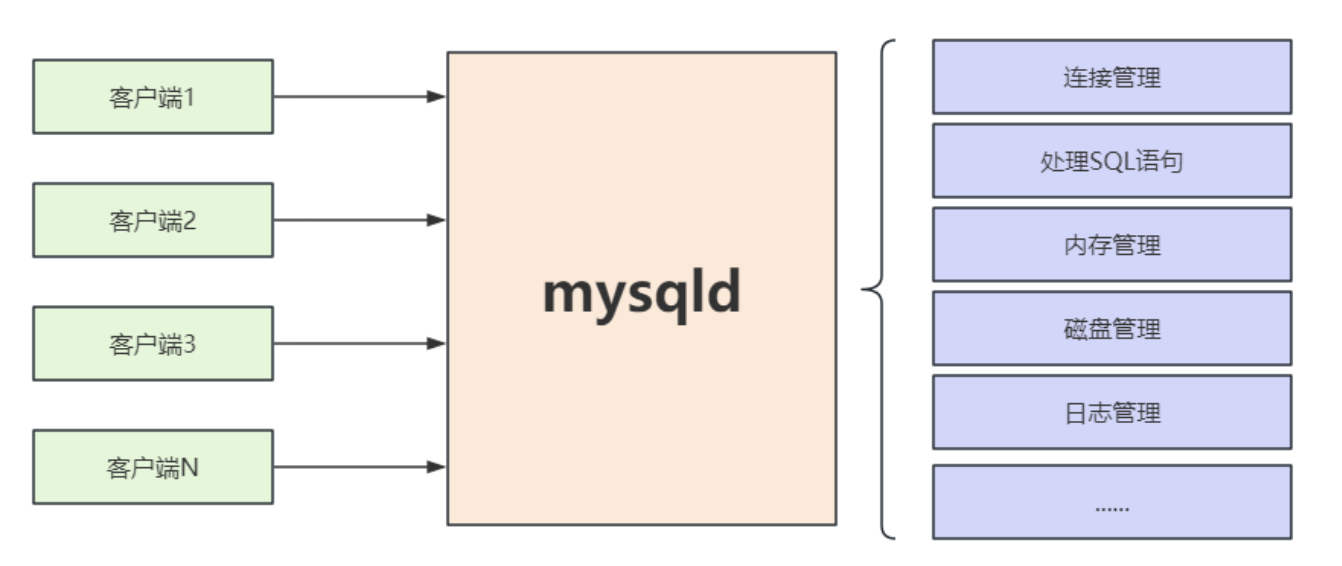 客户端1
客户端2
客户端3
客户端N
mysqld
连接管理
处理SQL语句
内存管理
磁盘管理
日志管理
......